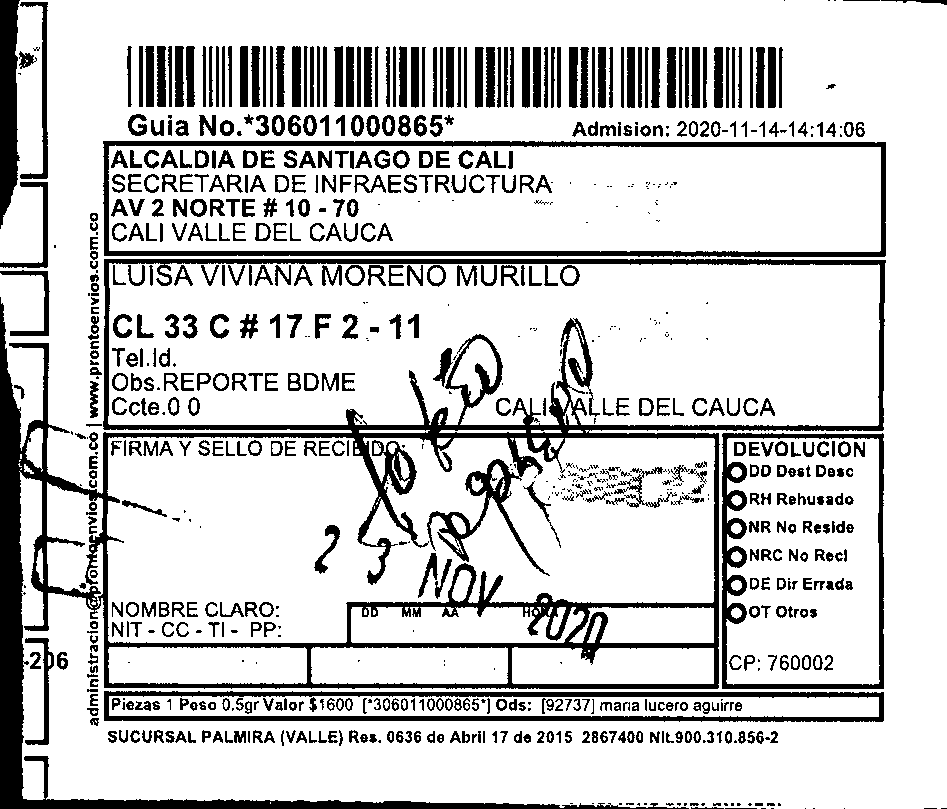 Guia No.*306011000865*
Admision: 2020-11-14-14:14:06
ALCALDIA DE SANTIAGO DE CALI
SECRETARIA DE INFRAESTRUCTURA
AV 2 NORTE # 10 - 70
CALI VALLE DEL CAUCA
LUISA VIVIANA MORENO MURILLO
CL 33 C # 17 F 2 - 11
Tel.Id.
Obs.REPORTE BDME
Ccte.0 0
CALI VALLE DEL CAUCA
administracion@prontoenvios.com.co | www.prontoenvios.com.co
FIRMA Y SELLO DE RECIBIDO:
2 3
NOV 2020
NOMBRE CLARO:
NIT - CC - TI - PP:
DD MM AA HORA
DEVOLUCION
DD Dest Desc
RH Rehusado
NR No Reside
NRC No Recl
DE Dir Errada
OT Otros
CP: 760002
-206
Piezas 1 Peso 0.5gr Valor $1600 [*306011000865*] Ods: [92737] maria lucero aguirre
SUCURSAL PALMIRA (VALLE) Res. 0636 de Abril 17 de 2015 2867400 Nit.900.310.856-2